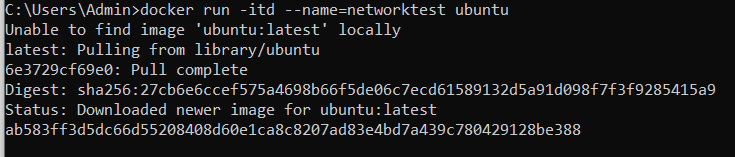 C:\Users\Admin>docker run -itd --name=networktest ubuntu
Unable to find image 'ubuntu:latest' locally
latest: Pulling from library/ubuntu
6e3729cf69e0: Pull complete
Digest: sha256:27cb6e6ccef575a4698b66f5de06c7ecd61589132d5a91d098f7f3f9285415a9
Status: Downloaded newer image for ubuntu:latest
ab583ff3d5dc66d55208408d60e1ca8c8207ad83e4bd7a439c780429128be388